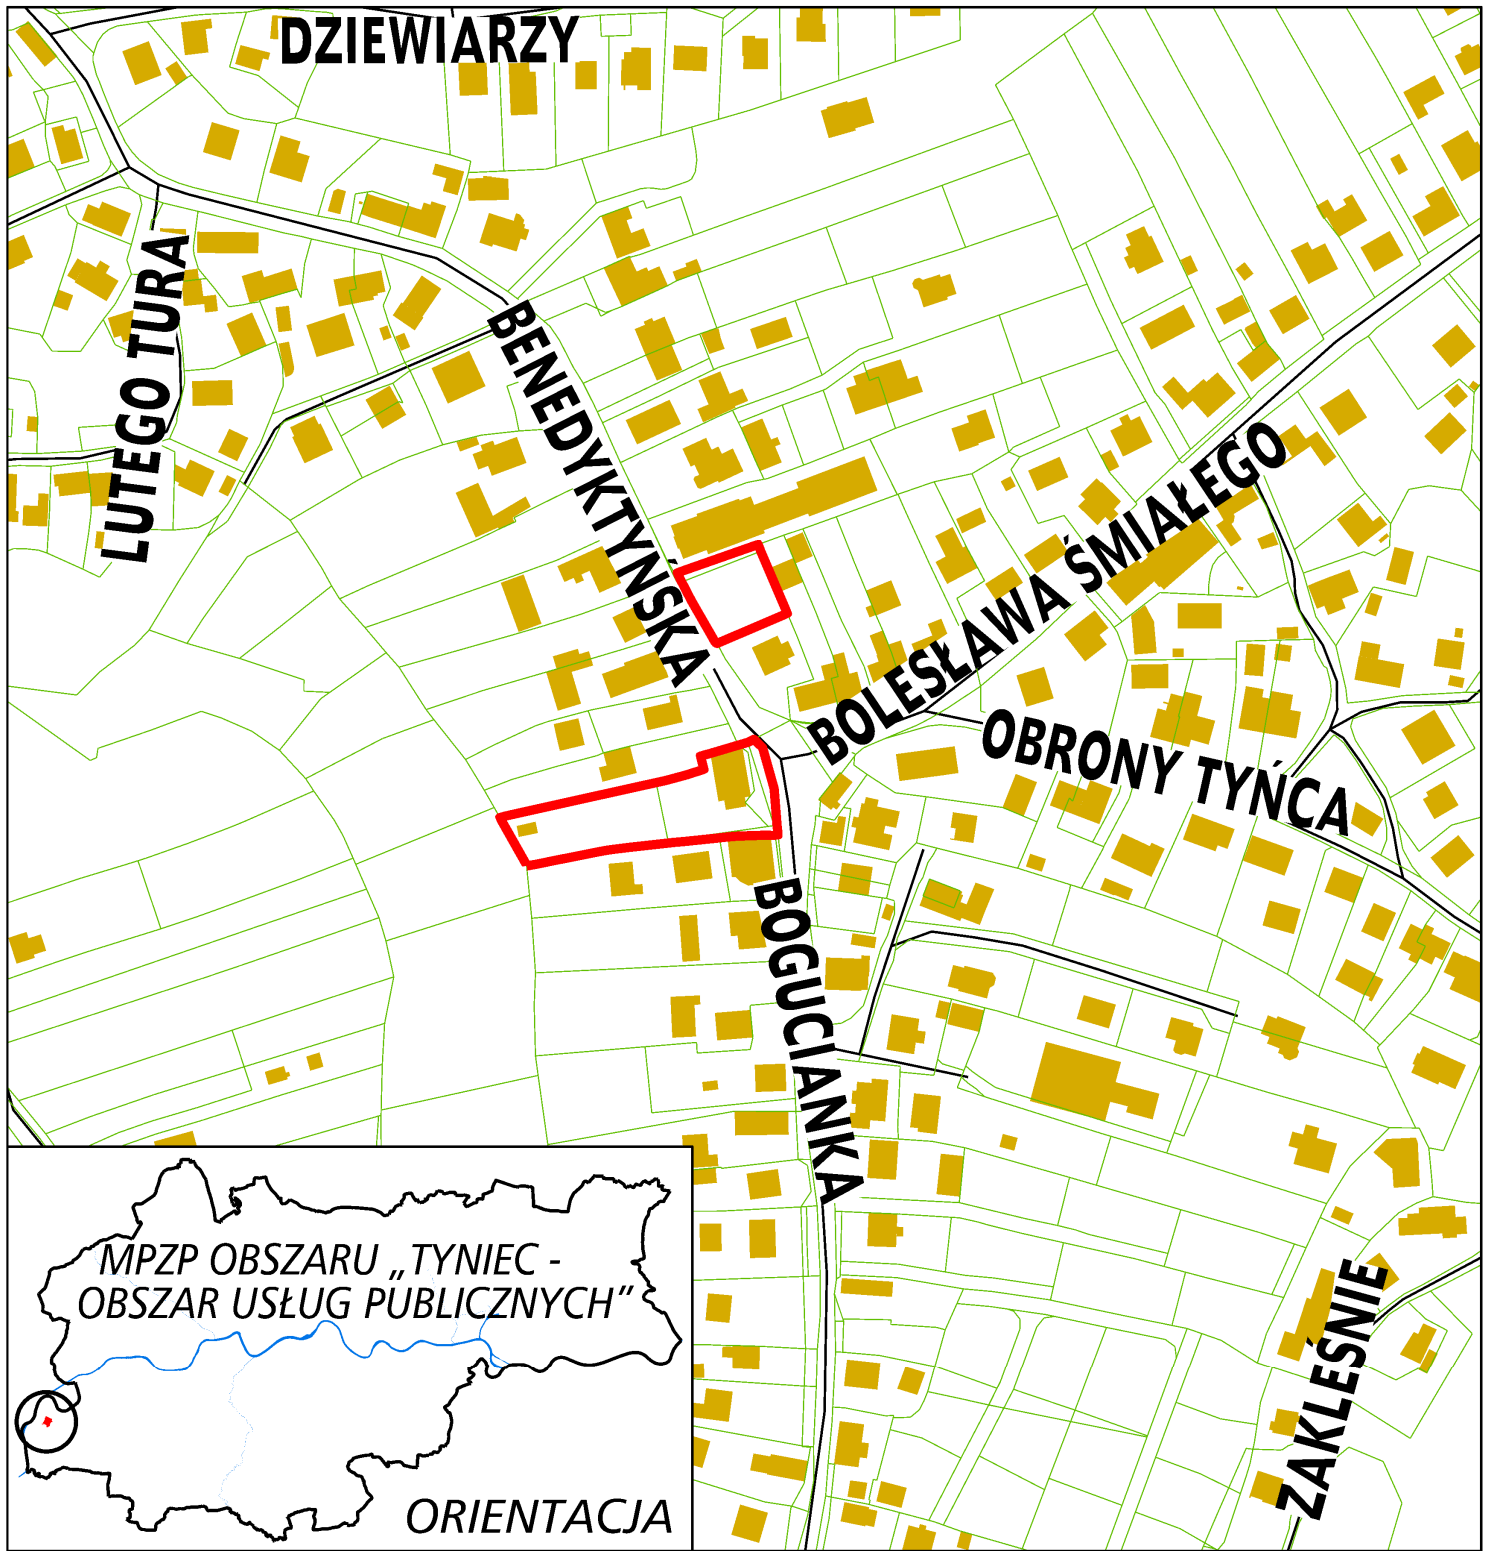 DZIEWIARZY
LUTEGO TURA
BENEDYKTYŃSKA
BOLESŁAWA ŚMIAŁEGO
OBRONY TYŃCA
BOGUCIANKA
ZAKLEŚNIE
MPZP OBSZARU „TYNIEC -
OBSZAR USŁUG PUBLICZNYCH”
ORIENTACJA